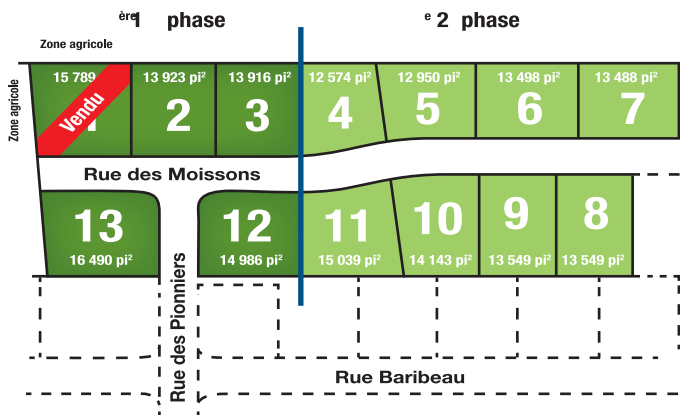 1ère phase
2e phase
Zone agricole
Zone agricole
15 789
13 923 pi²
13 916 pi²
12 574 pi²
12 950 pi²
13 498 pi²
13 488 pi²
1
Vendu
2
3
4
5
6
7
Rue des Moissons
13
12
11
10
9
8
16 490 pi²
14 986 pi²
15 039 pi²
14 143 pi²
13 549 pi²
13 549 pi²
Rue des Pionniers
Rue Baribeau